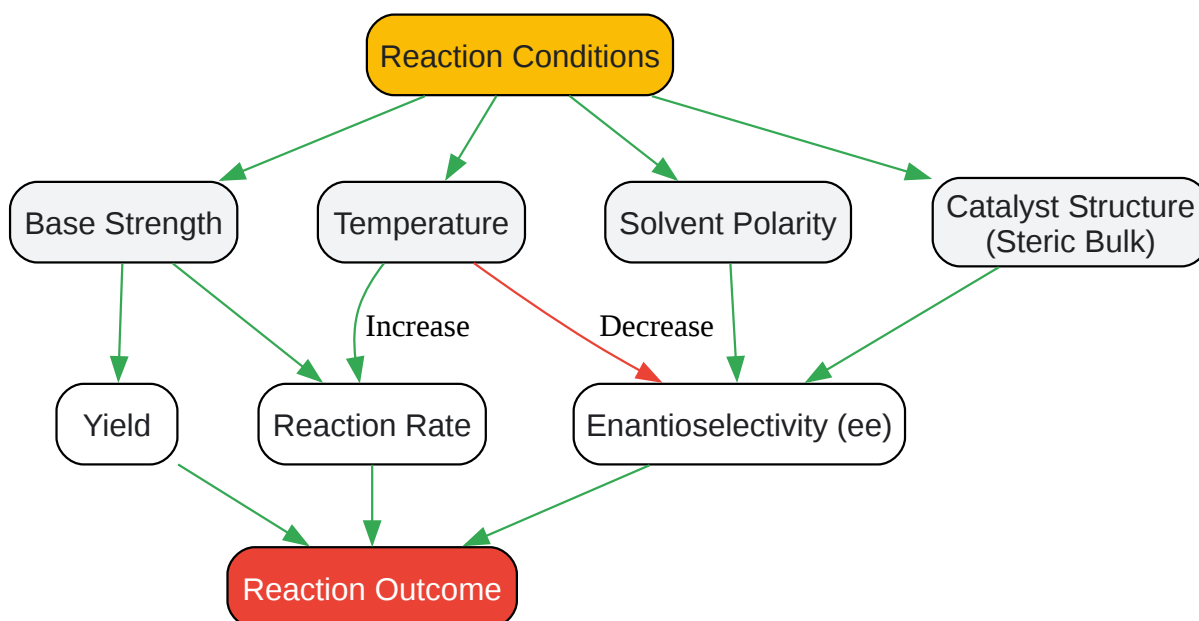 Reaction Conditions
Base Strength
Temperature
Solvent Polarity
Catalyst Structure
(Steric Bulk)
Increase
Decrease
Yield
Reaction Rate
Enantioselectivity (ee)
Reaction Outcome